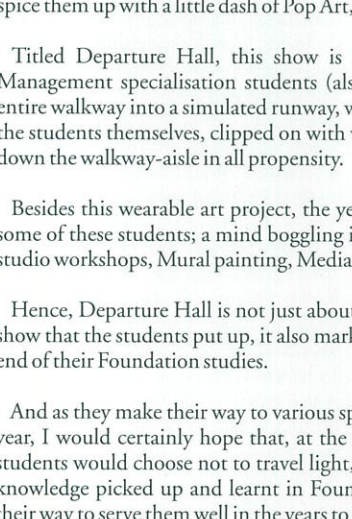 spice them up with a little dash of Pop Art,
Titled Departure Hall, this show is
Management specialisation students (als
entire walkway into a simulated runway, v
the students themselves, clipped on with
down the walkway-aisle in all propensity.
Besides this wearable art project, the ye
some of these students; a mind boggling i
studio workshops, Mural painting, Media
Hence, Departure Hall is not just abou
show that the students put up, it also mar
end of their Foundation studies.
And as they make their way to various sp
year, I would certainly hope that, at the
students would choose not to travel light,
knowledge picked up and learnt in Foun
their way to serve them well in the years to